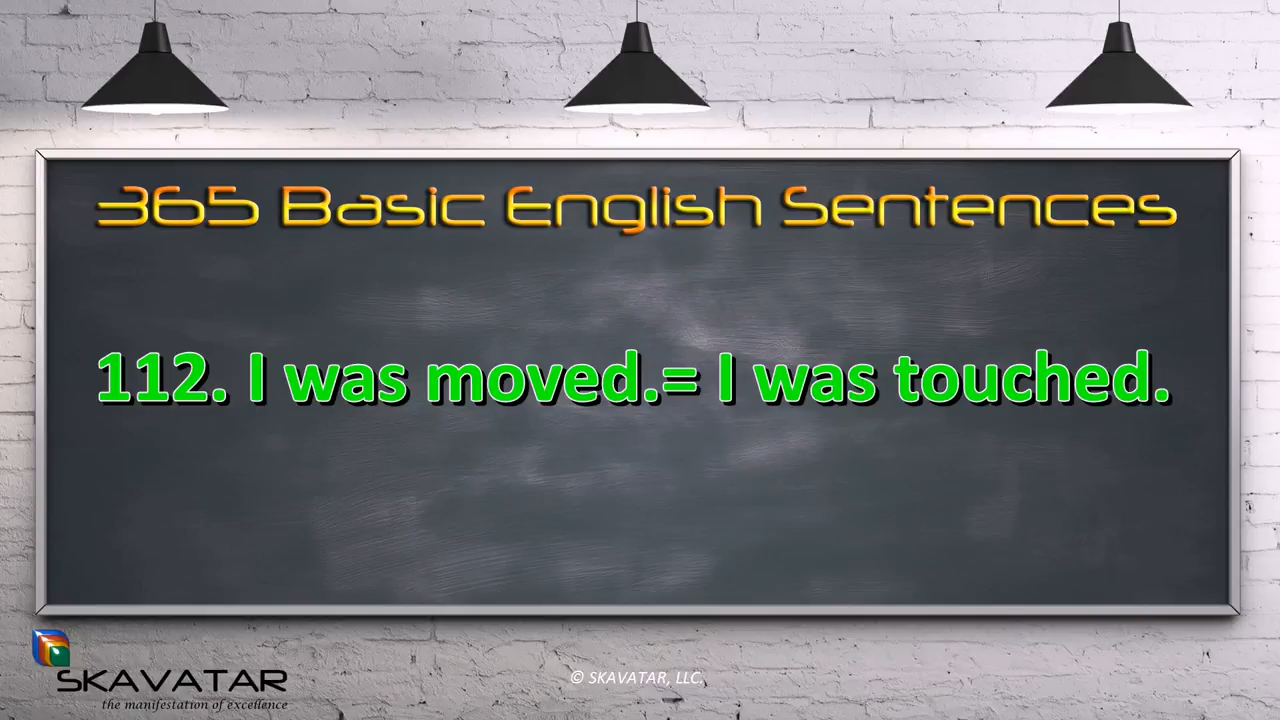 365 Basic English Sentences
112. I was moved.= I was touched.
SKAVATAR
the manifestation of excellence
© SKAVATAR, LLC.